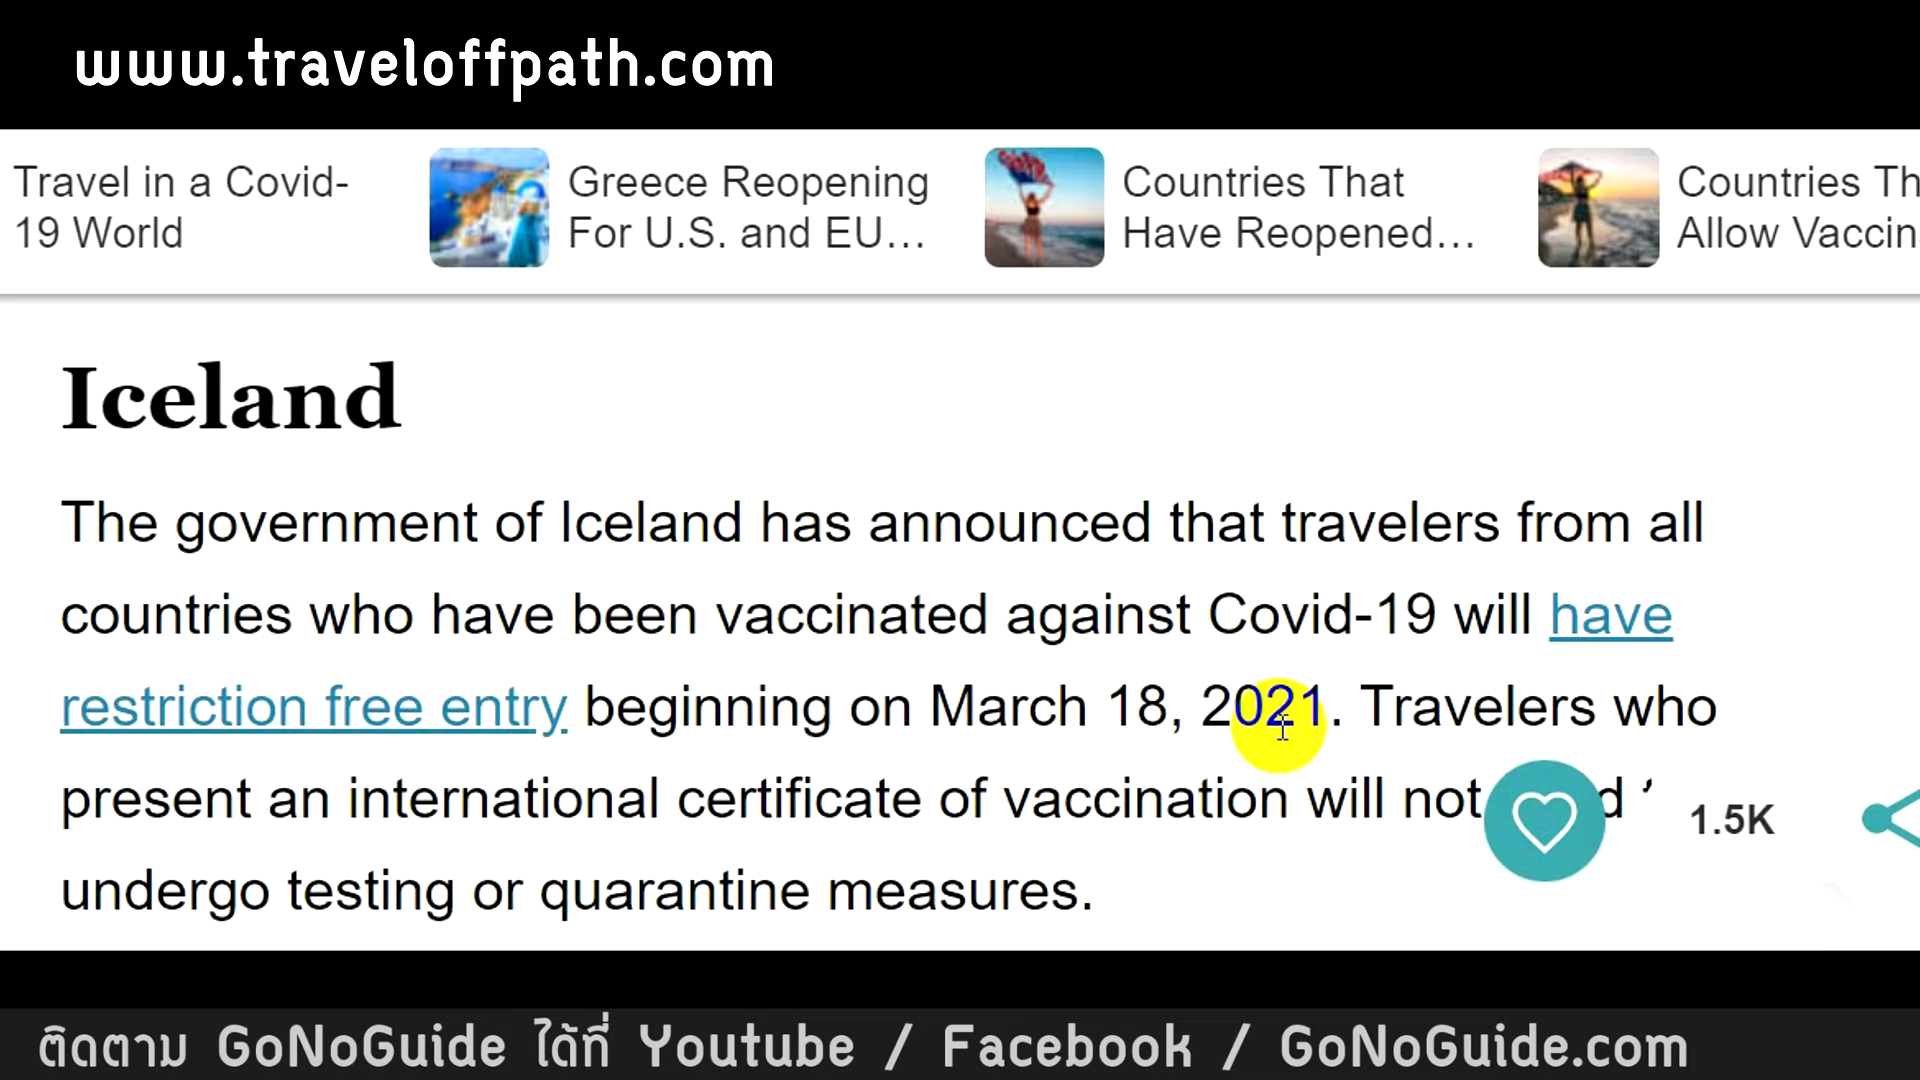 www.traveloffpath.com
Travel in a Covid-
19 World
Greece Reopening
For U.S. and EU...
Countries That
Have Reopened...
Countries Th
Allow Vaccin
Iceland
The government of Iceland has announced that travelers from all
countries who have been vaccinated against Covid-19 will have
restriction free entry beginning on March 18, 2021. Travelers who
present an international certificate of vaccination will not
1.5K
undergo testing or quarantine measures.
ติดตาม GoNoGuide ได้ที่ Youtube / Facebook / GoNoGuide.com